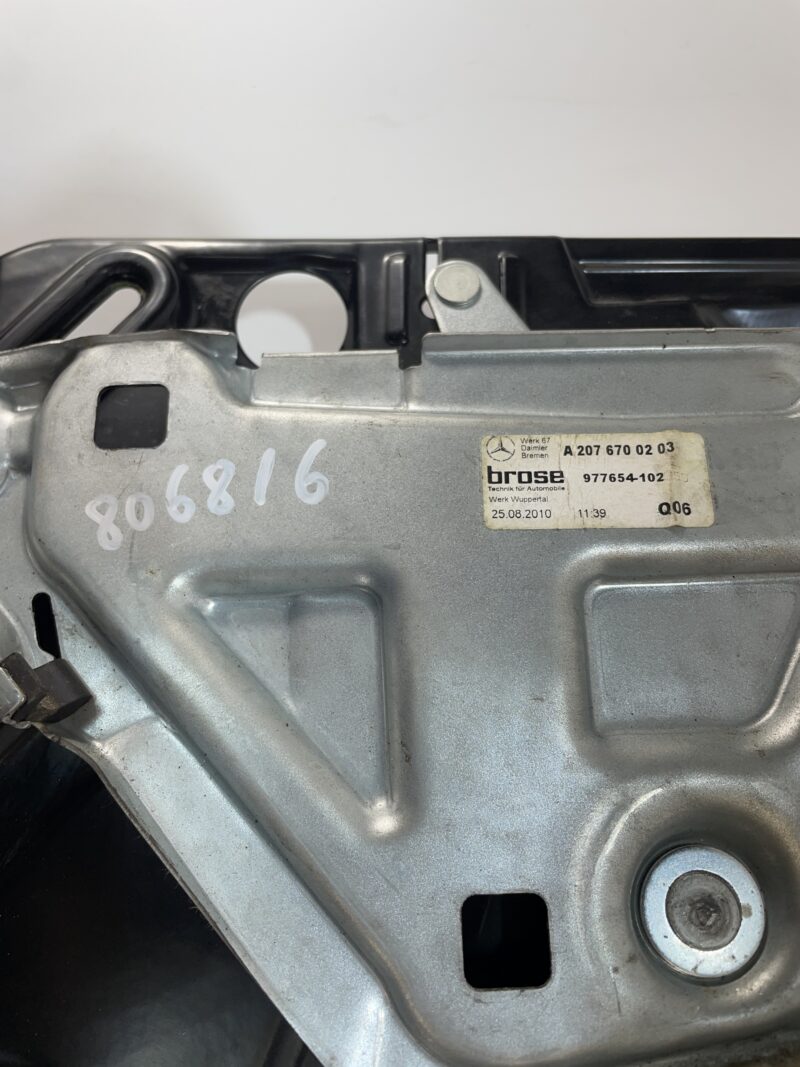 806816
Werk 67
Daimler
Bremen
A 207 670 02 03
brose
Technik für Automobile
977654-102
Werk Wuppertal
25.08.2010 11:39 Q06